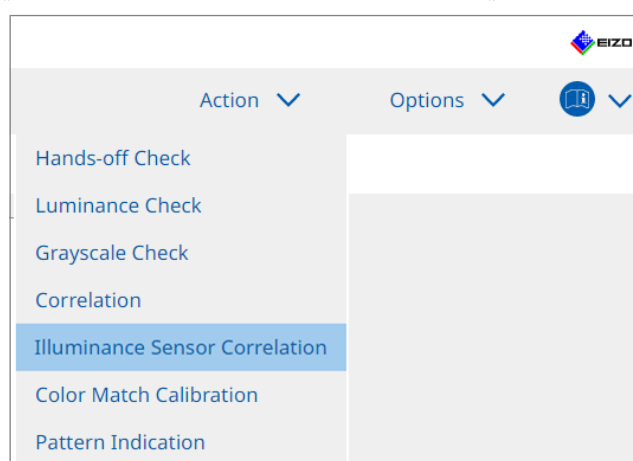 EIZO
Action Options
Hands-off Check
Luminance Check
Grayscale Check
Correlation
Illuminance Sensor Correlation
Color Match Calibration
Pattern Indication